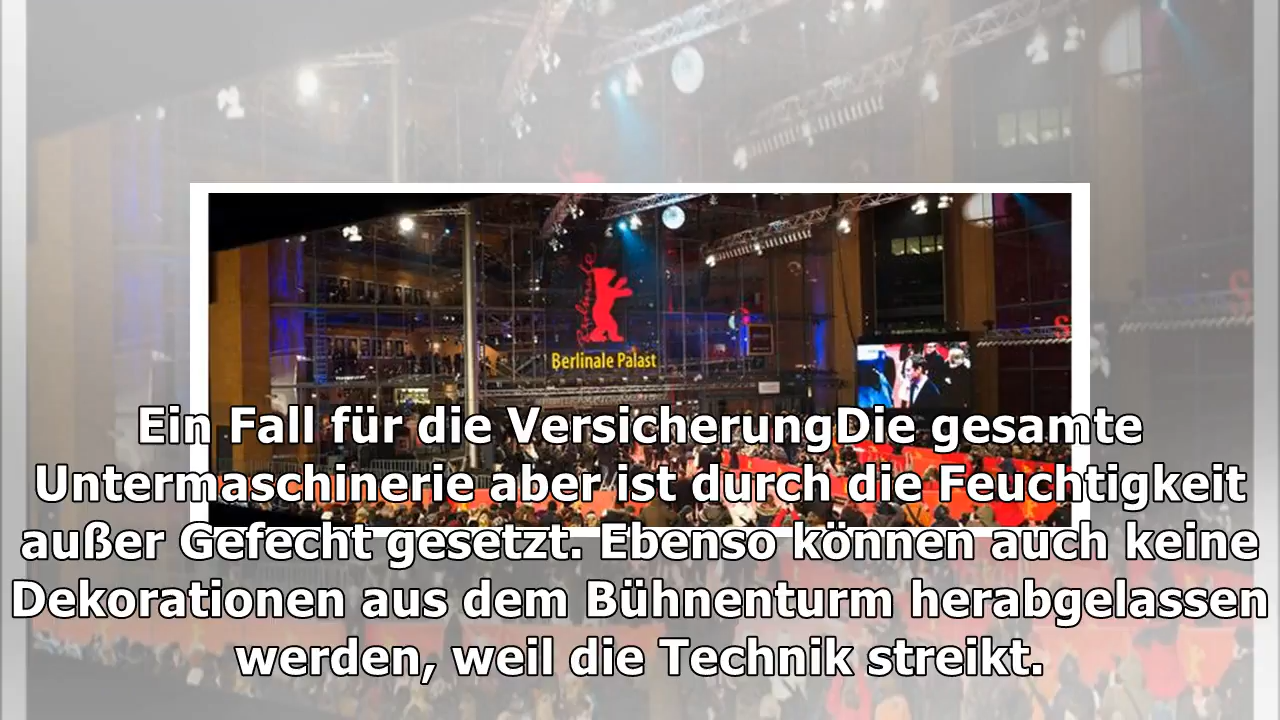 Berlinale
Berlinale Palast
Ein Fall für die VersicherungDie gesamte
Untermaschinerie aber ist durch die Feuchtigkeit
außer Gefecht gesetzt. Ebenso können auch keine
Dekorationen aus dem Bühnenturm herabgelassen
werden, weil die Technik streikt.